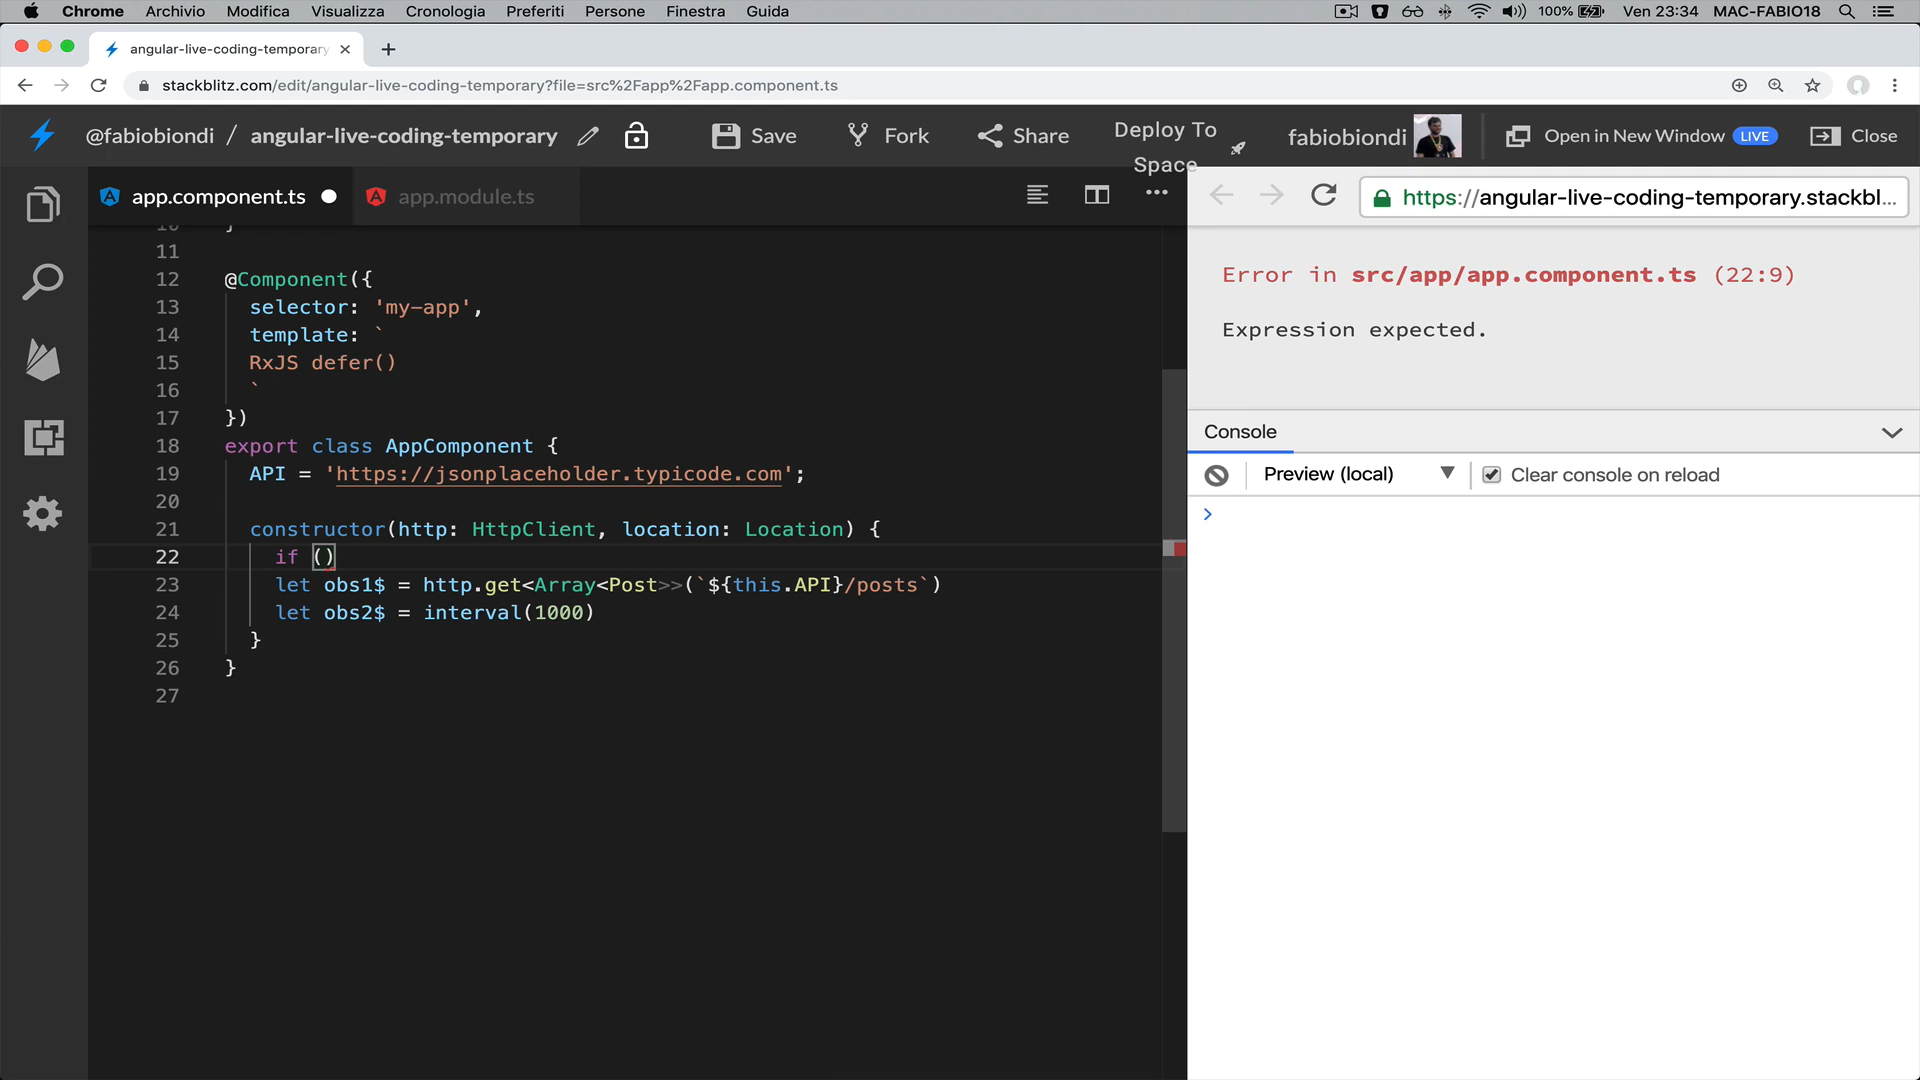 Chrome Archivio Modifica Visualizza Cronologia Preferiti Persone Finestra Guida 100% Ven 23:34 MAC-FABIO18
angular-live-coding-temporary
stackblitz.com/edit/angular-live-coding-temporary?file=src%2Fapp%2Fapp.component.ts
@fabiobiondi / angular-live-coding-temporary Save Fork Share Deploy To Space fabiobiondi Open in New Window LIVE Close
app.component.ts app.module.ts
https://angular-live-coding-temporary.stackbl...
10 }
11
12 @Component({
13 selector: 'my-app',
14 template: `
15 RxJS defer()
16 `
17 })
18 export class AppComponent {
19 API = 'https://jsonplaceholder.typicode.com';
20
21 constructor(http: HttpClient, location: Location) {
22 if ()
23 let obs1$ = http.get<Array<Post>>(`${this.API}/posts`)
24 let obs2$ = interval(1000)
25 }
26 }
27
Error in src/app/app.component.ts (22:9)
Expression expected.
Console
Preview (local) Clear console on reload
>